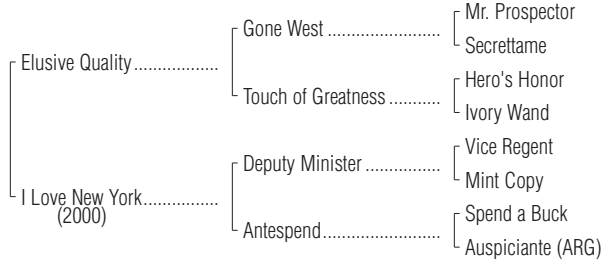 Mr. Prospector
Gone West ........................
Secrettame
Elusive Quality..................
Hero's Honor
Touch of Greatness ...........
Ivory Wand
Vice Regent
Deputy Minister ................
Mint Copy
I Love New York................
(2000)
Spend a Buck
Antespend.........................
Auspiciante (ARG)